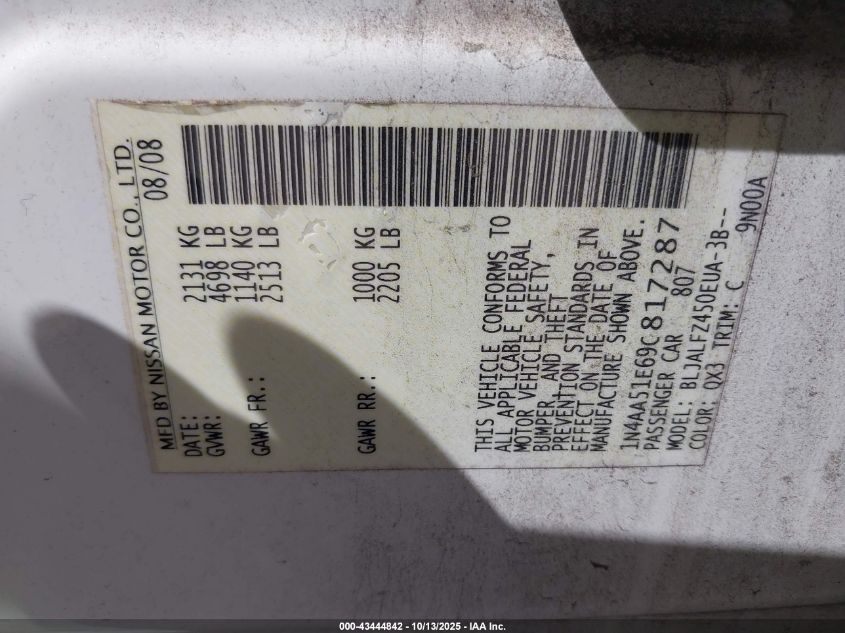 MFD BY NISSAN MOTOR CO., LTD.
DATE: 08/08
GVWR: 2131 KG
4698 LB
GAWR FR.: 1140 KG
2513 LB
GAWR RR.: 1000 KG
2205 LB
THIS VEHICLE CONFORMS TO
ALL APPLICABLE FEDERAL
MOTOR VEHICLE SAFETY,
BUMPER, AND THEFT
PREVENTION STANDARDS IN
EFFECT ON THE DATE OF
MANUFACTURE SHOWN ABOVE.
1N4AA51E69C817287
PASSENGER CAR 807
MODEL: BLJALFZ450EUA-3B--
COLOR: QX3 TRIM: C 9N00A
000-43444842 - 10/13/2025 - IAA Inc.